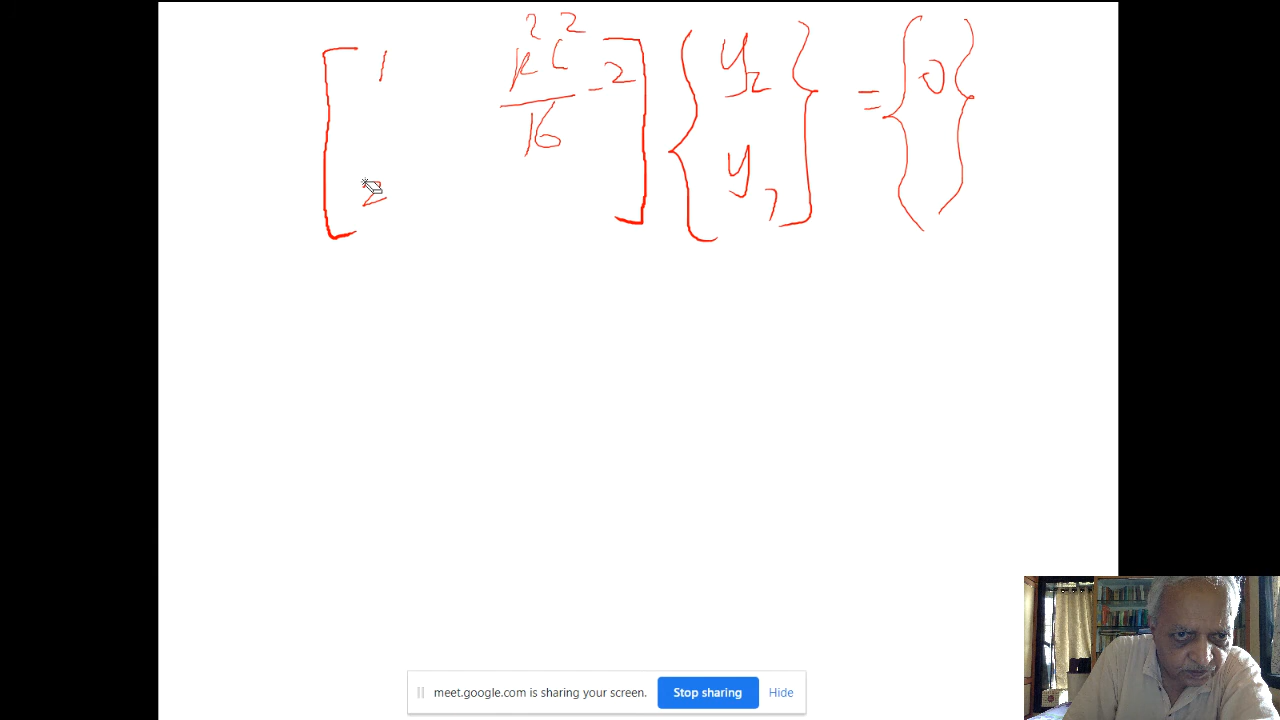 [ 1 k²L²/16 - 2 ] { y2 } = { 0 }
[ 2 ] { y1 }
meet.google.com is sharing your screen. Stop sharing Hide